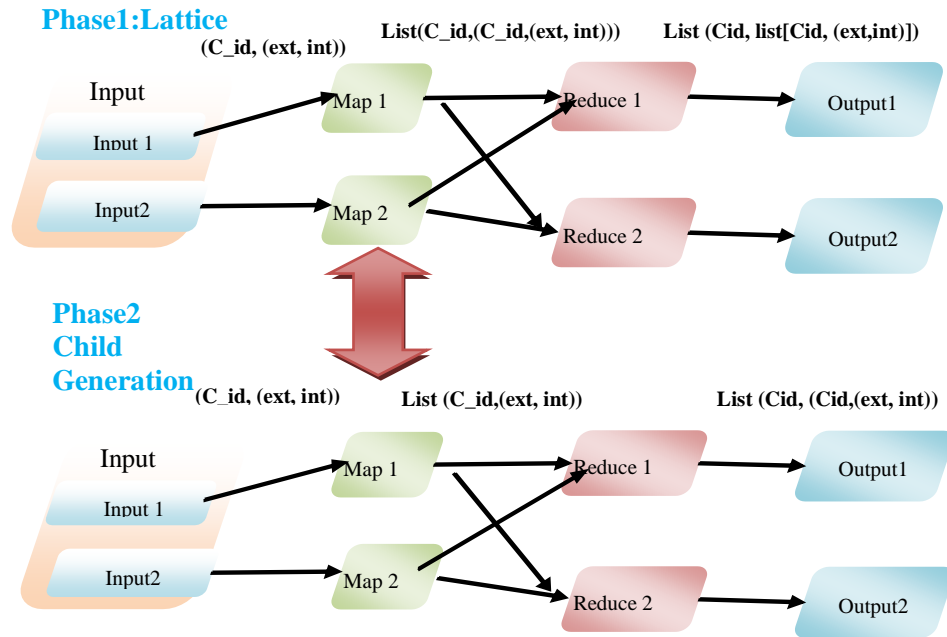 Phase1:Lattice
(C_id, (ext, int))
List(C_id,(C_id,(ext, int)))
List (Cid, list[Cid, (ext,int)])
Input
Input 1
Input2
Map 1
Map 2
Reduce 1
Reduce 2
Output1
Output2
Phase2
Child
Generation
(C_id, (ext, int))
List (C_id,(ext, int))
List (Cid, (Cid,(ext, int))
Input
Input 1
Input2
Map 1
Map 2
Reduce 1
Reduce 2
Output1
Output2